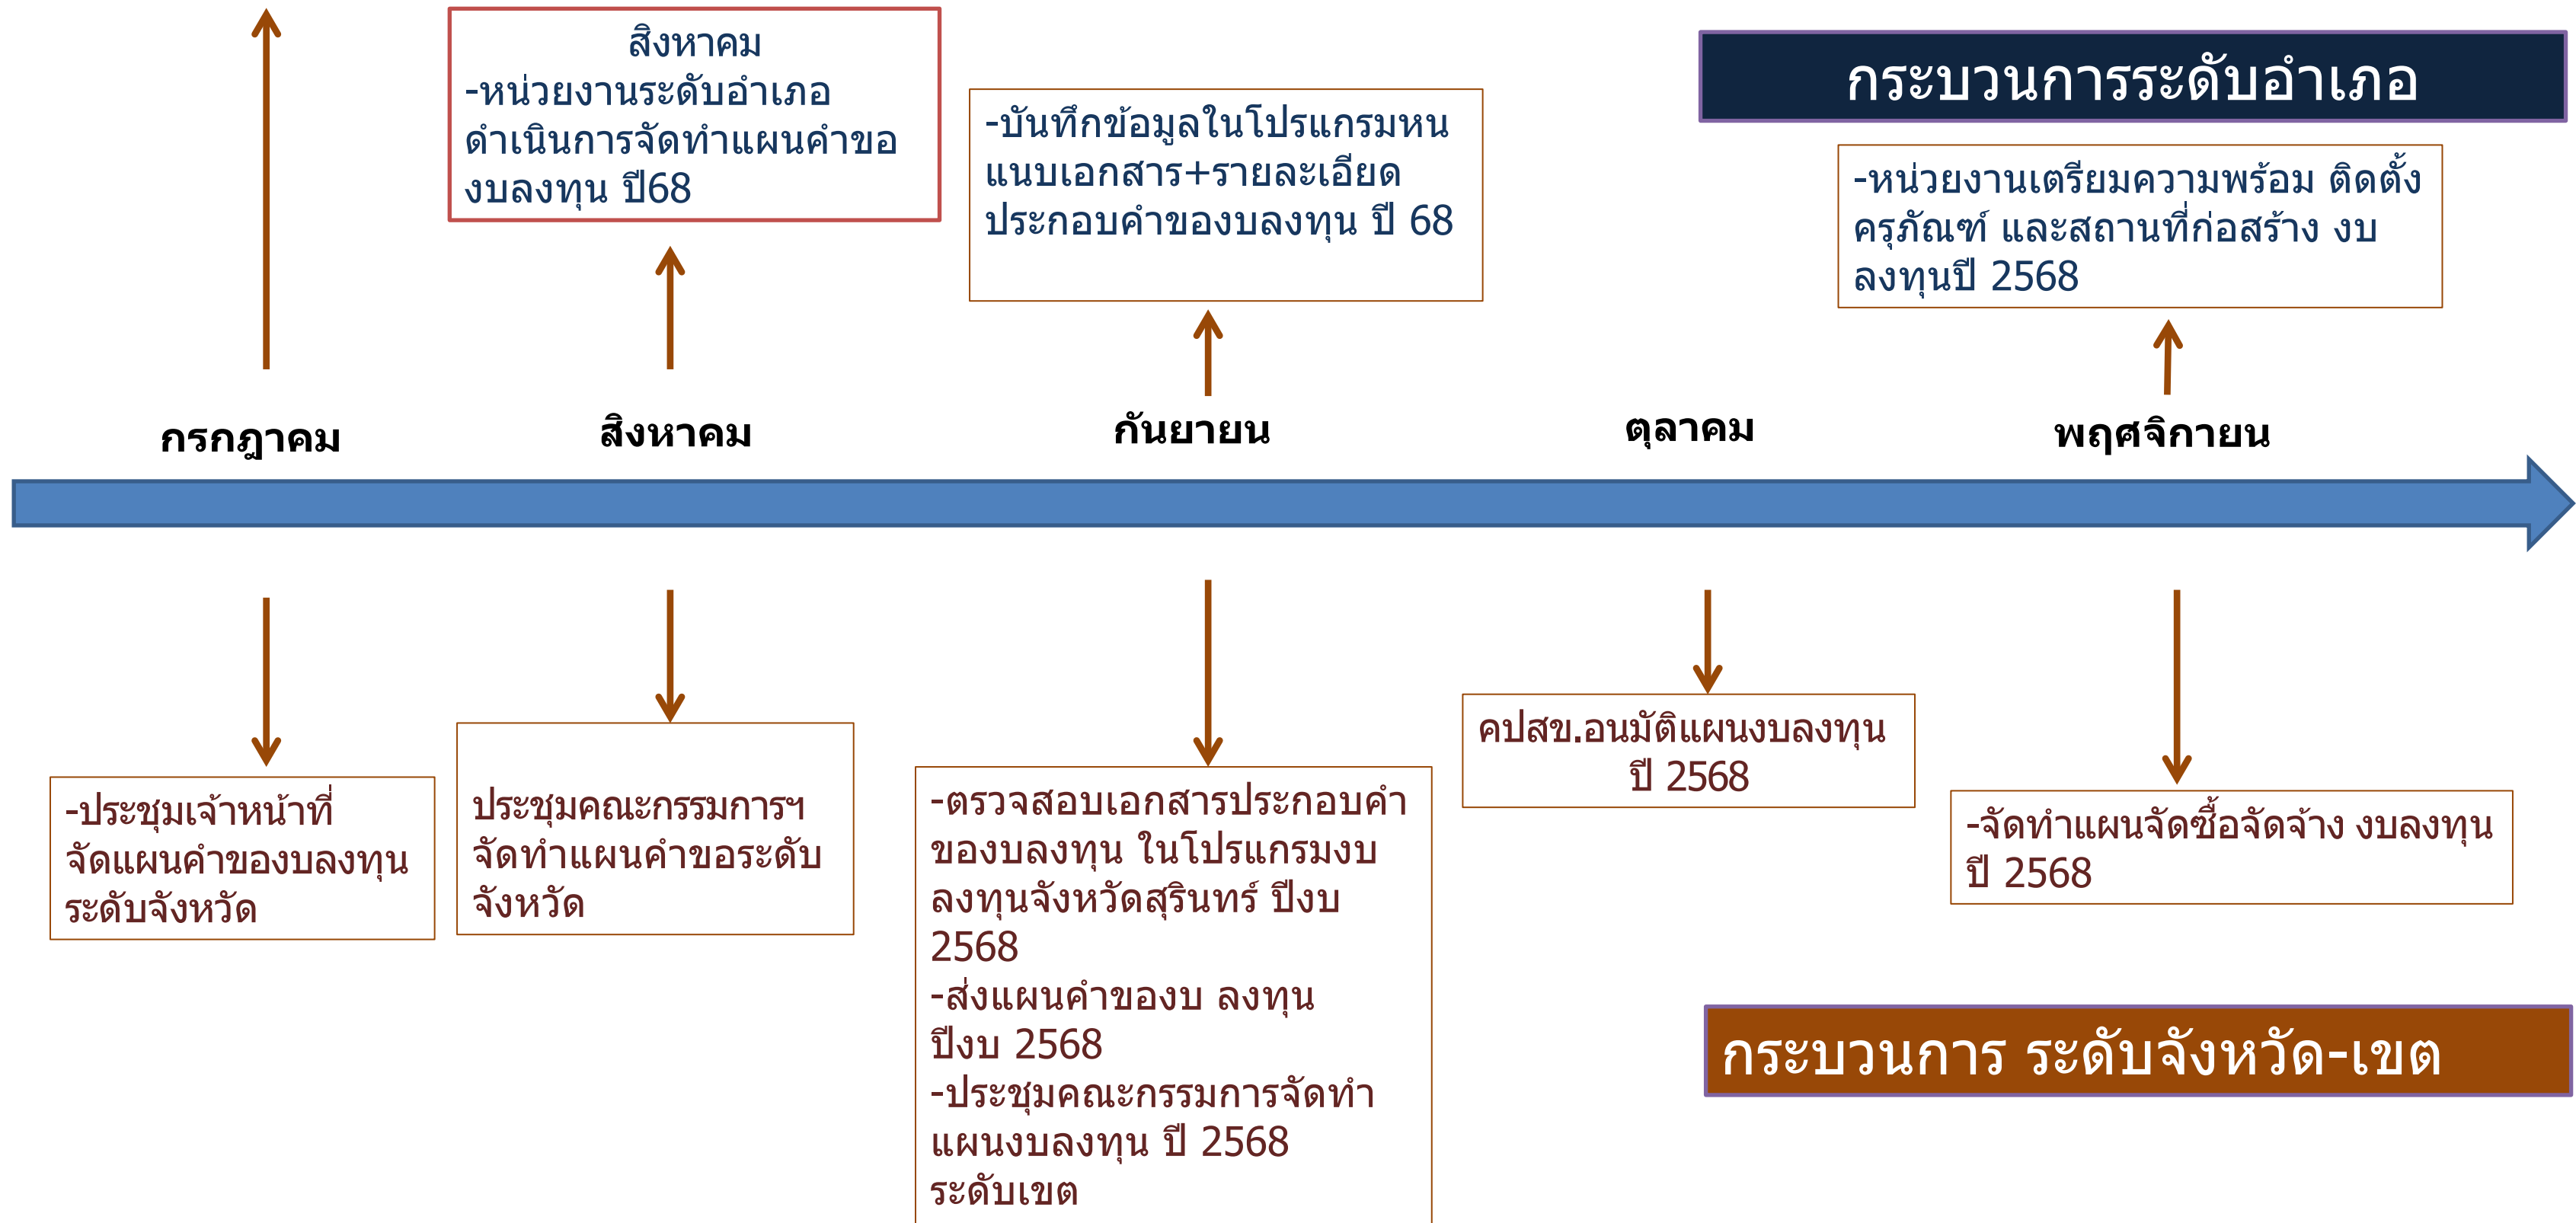 สิงหาคม
-หน่วยงานระดับอำเภอ
ดำเนินการจัดทำแผนคำขอ
งบลงทุน ปี68
-บันทึกข้อมูลในโปรแกรมหน
แนบเอกสาร+รายละเอียด
ประกอบคำของบลงทุน ปี 68
กระบวนการระดับอำเภอ
-หน่วยงานเตรียมความพร้อม ติดตั้ง
ครุภัณฑ์ และสถานที่ก่อสร้าง งบ
ลงทุนปี 2568
กรกฎาคม
สิงหาคม
กันยายน
ตุลาคม
พฤศจิกายน
-ประชุมเจ้าหน้าที่
จัดแผนคำของบลงทุน
ระดับจังหวัด
ประชุมคณะกรรมการฯ
จัดทำแผนคำขอระดับ
จังหวัด
-ตรวจสอบเอกสารประกอบคำ
ของบลงทุน ในโปรแกรมงบ
ลงทุนจังหวัดสุรินทร์ ปีงบ
2568
-ส่งแผนคำของบ ลงทุน
ปีงบ 2568
-ประชุมคณะกรรมการจัดทำ
แผนงบลงทุน ปี 2568
ระดับเขต
คปสข.อนมัติแผนงบลงทุน
ปี 2568
-จัดทำแผนจัดซื้อจัดจ้าง งบลงทุน
ปี 2568
กระบวนการ ระดับจังหวัด-เขต